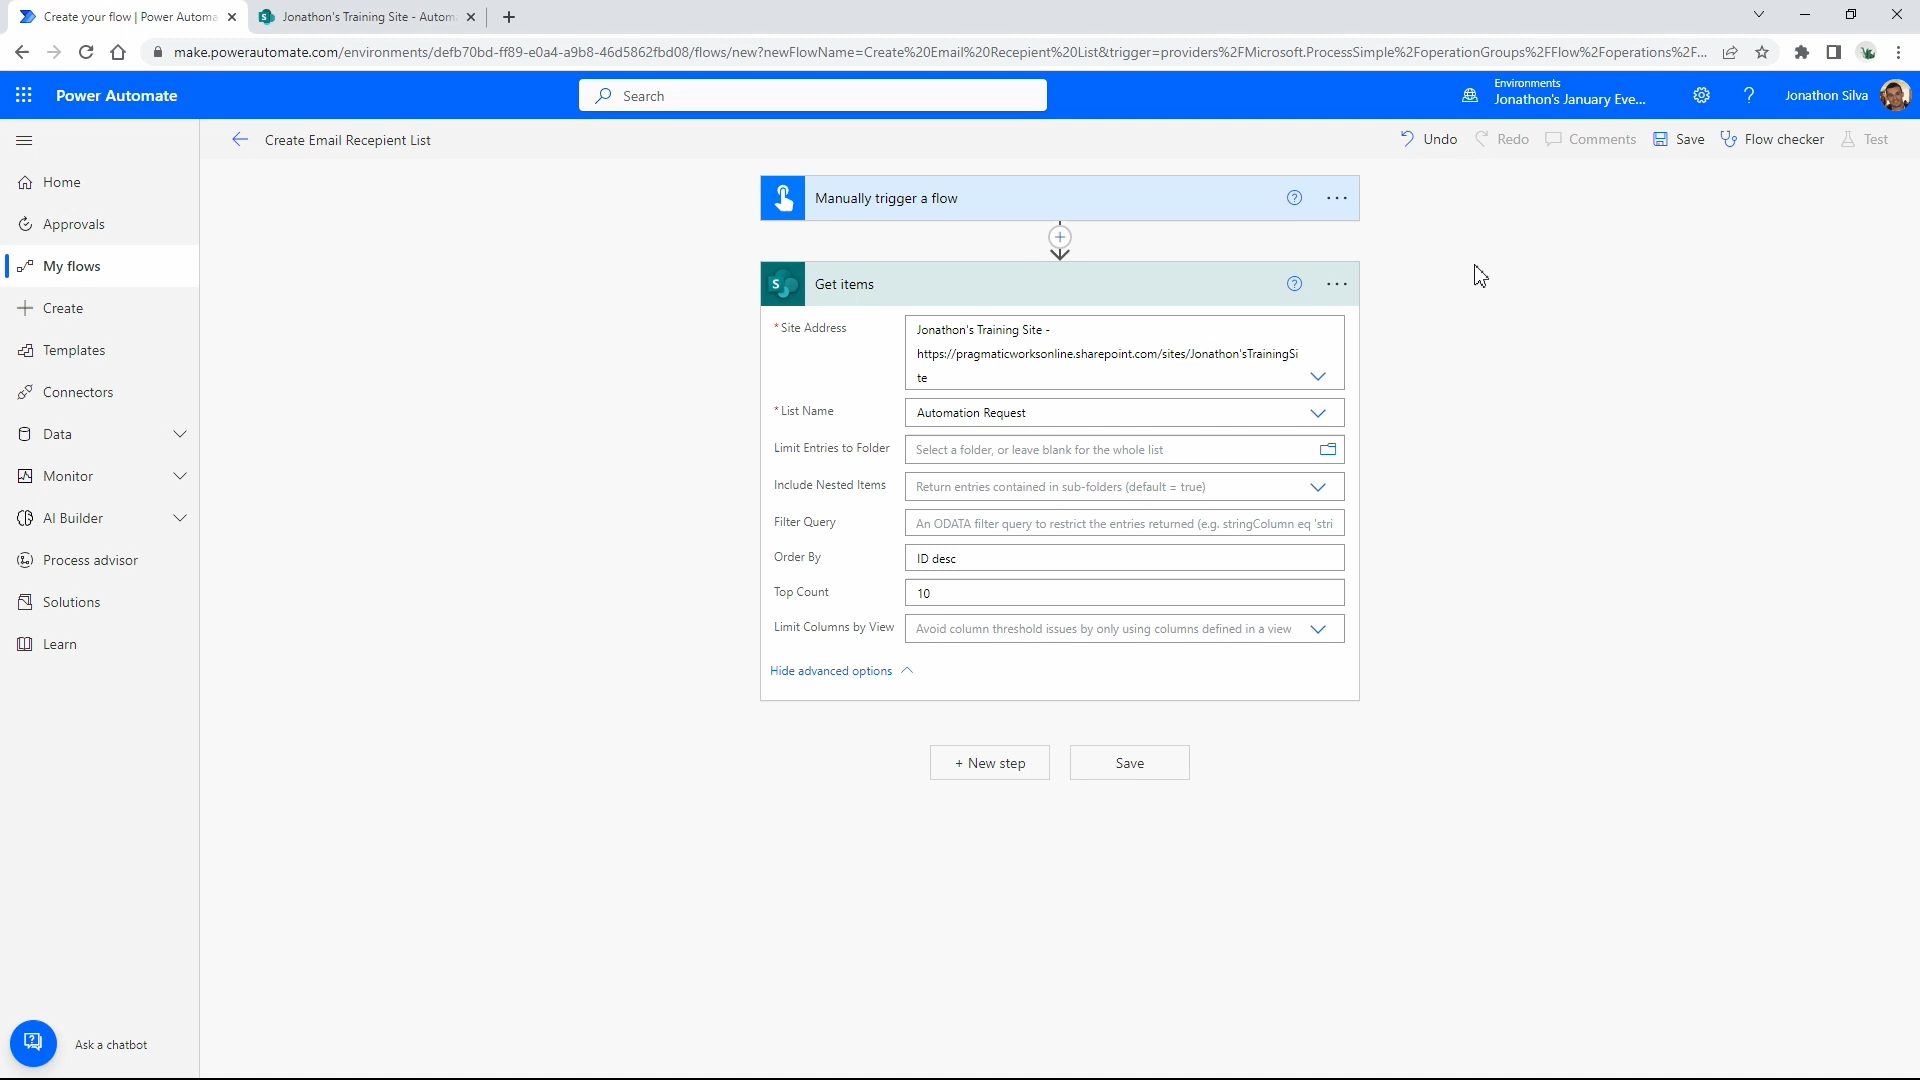 Create your flow | Power Automa
Jonathon's Training Site - Autom
make.powerautomate.com/environments/defb70bd-ff89-e0a4-a9b8-46d5862fbd08/flows/new?newFlowName=Create%20Email%20Recepient%20List&trigger=providers%2FMicrosoft.ProcessSimple%2FoperationGroups%2FFlow%2Foperations%2F...
Power Automate
Search
Environments
Jonathon's January Eve...
?
Jonathon Silva
Create Email Recepient List
Undo
Redo
Comments
Save
Flow checker
Test
Home
Approvals
My flows
Create
Templates
Connectors
Data
Monitor
AI Builder
Process advisor
Solutions
Learn
Ask a chatbot
Manually trigger a flow
?
...
S
Get items
?
...
* Site Address
Jonathon's Training Site -
https://pragmaticworksonline.sharepoint.com/sites/Jonathon'sTrainingSi
te
* List Name
Automation Request
Limit Entries to Folder
Select a folder, or leave blank for the whole list
Include Nested Items
Return entries contained in sub-folders (default = true)
Filter Query
An ODATA filter query to restrict the entries returned (e.g. stringColumn eq 'stri
Order By
ID desc
Top Count
10
Limit Columns by View
Avoid column threshold issues by only using columns defined in a view
Hide advanced options
+ New step
Save